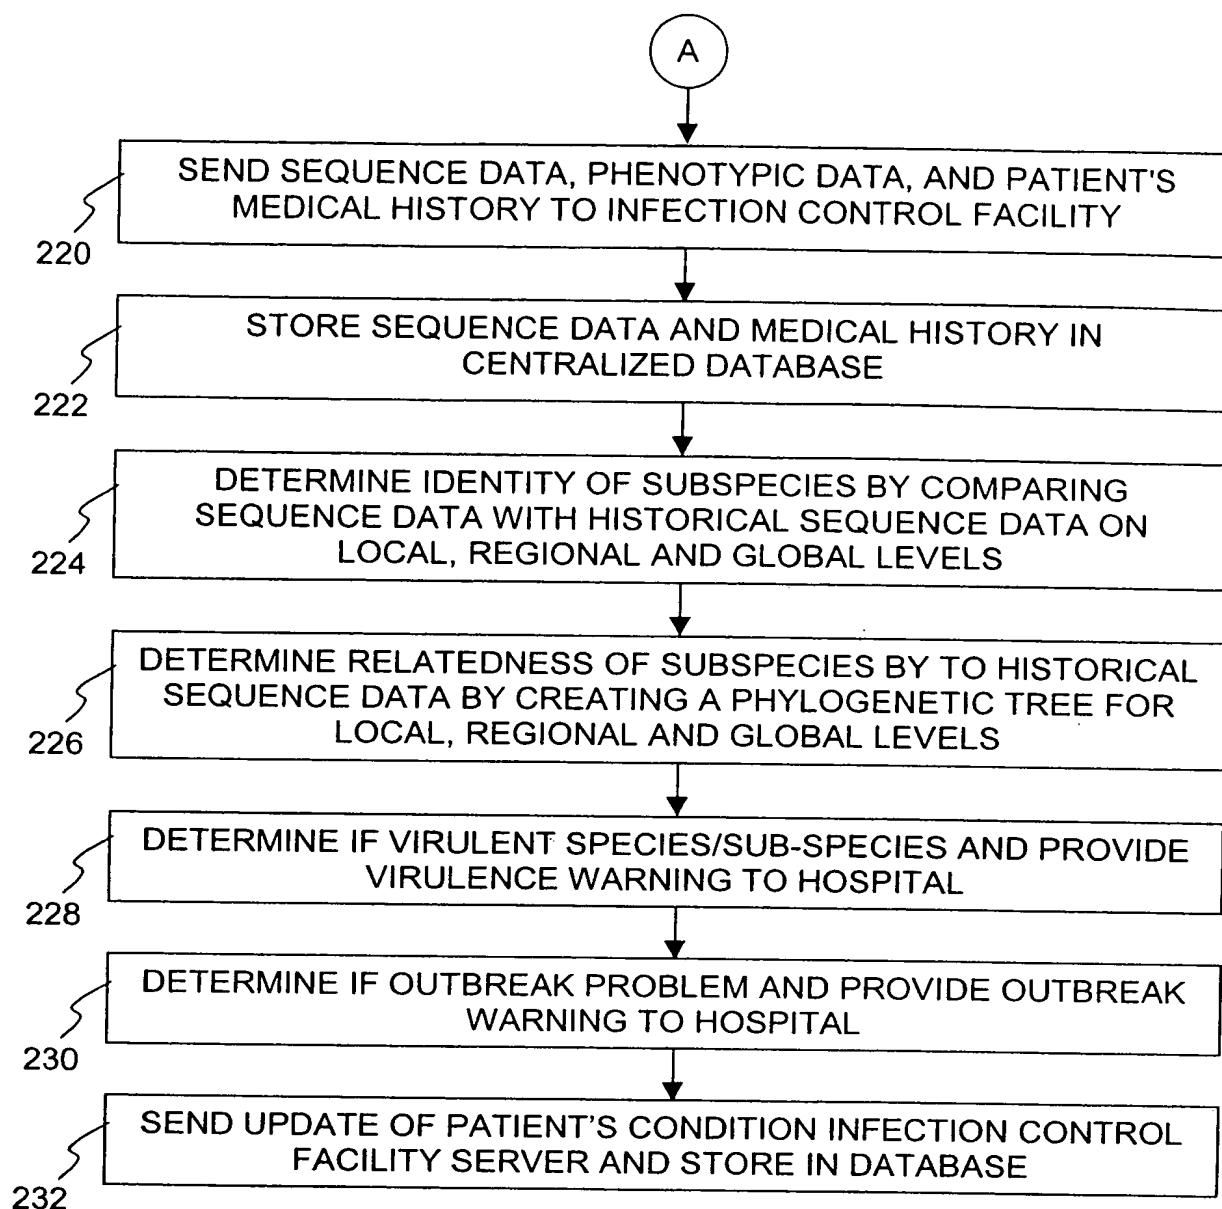 A
SEND SEQUENCE DATA, PHENOTYPIC DATA, AND PATIENT'S
MEDICAL HISTORY TO INFECTION CONTROL FACILITY
220
STORE SEQUENCE DATA AND MEDICAL HISTORY IN
CENTRALIZED DATABASE
222
DETERMINE IDENTITY OF SUBSPECIES BY COMPARING
SEQUENCE DATA WITH HISTORICAL SEQUENCE DATA ON
LOCAL, REGIONAL AND GLOBAL LEVELS
224
DETERMINE RELATEDNESS OF SUBSPECIES BY TO HISTORICAL
SEQUENCE DATA BY CREATING A PHYLOGENETIC TREE FOR
LOCAL, REGIONAL AND GLOBAL LEVELS
226
DETERMINE IF VIRULENT SPECIES/SUB-SPECIES AND PROVIDE
VIRULENCE WARNING TO HOSPITAL
228
DETERMINE IF OUTBREAK PROBLEM AND PROVIDE OUTBREAK
WARNING TO HOSPITAL
230
SEND UPDATE OF PATIENT’S CONDITION INFECTION CONTROL
FACILITY SERVER AND STORE IN DATABASE
232